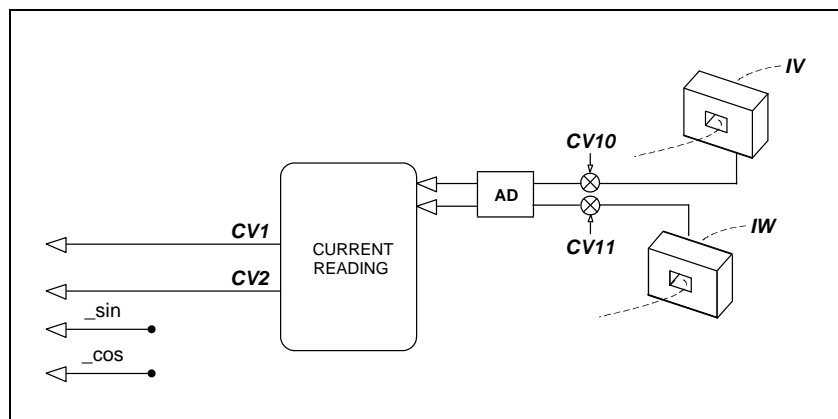 IV
CV10
AD
CV1
CURRENT
READING
CV11
IW
CV2
_sin
_cos